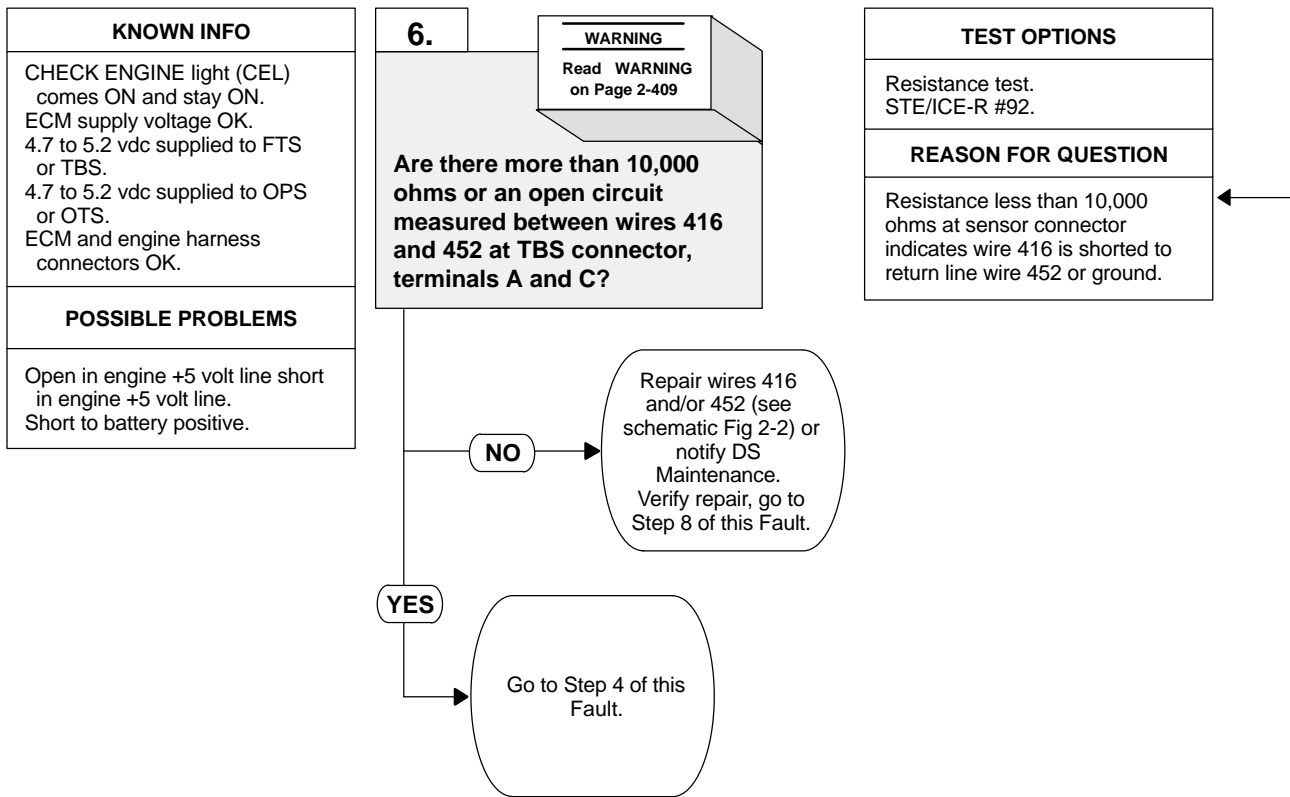 KNOWN INFO
CHECK ENGINE light (CEL)
comes ON and stay ON.
ECM supply voltage OK.
4.7 to 5.2 vdc supplied to FTS
or TBS.
4.7 to 5.2 vdc supplied to OPS
or OTS.
ECM and engine harness
connectors OK.
POSSIBLE PROBLEMS
Open in engine +5 volt line short
in engine +5 volt line.
Short to battery positive.
6.
WARNING
Read WARNING
on Page 2-409
Are there more than 10,000
ohms or an open circuit
measured between wires 416
and 452 at TBS connector,
terminals A and C?
TEST OPTIONS
Resistance test.
STE/ICE-R #92.
REASON FOR QUESTION
Resistance less than 10,000
ohms at sensor connector
indicates wire 416 is shorted to
return line wire 452 or ground.
NO
Repair wires 416
and/or 452 (see
schematic Fig 2-2) or
notify DS
Maintenance.
Verify repair, go to
Step 8 of this Fault.
YES
Go to Step 4 of this
Fault.